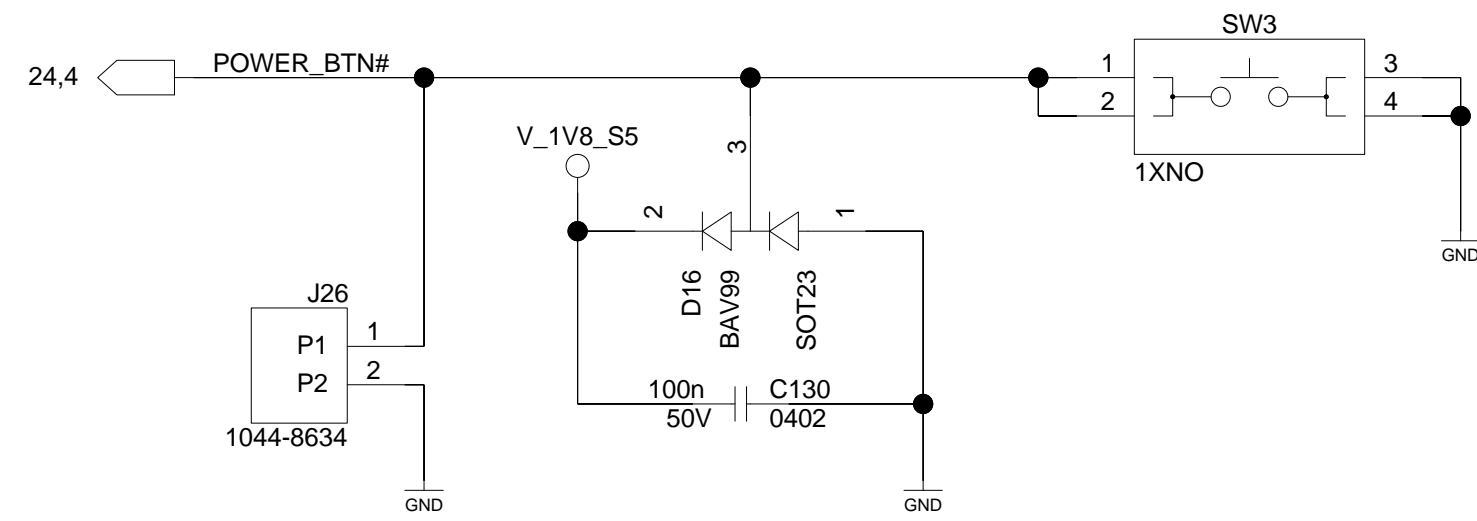 SW3
24,4
POWER_BTN#
1
3
2
4
V_1V8_S5
3
1XNO
2
1
GND
D16
BAV99
SOT23
J26
P1
1
P2
2
100n
C130
50V
0402
1044-8634
GND
GND